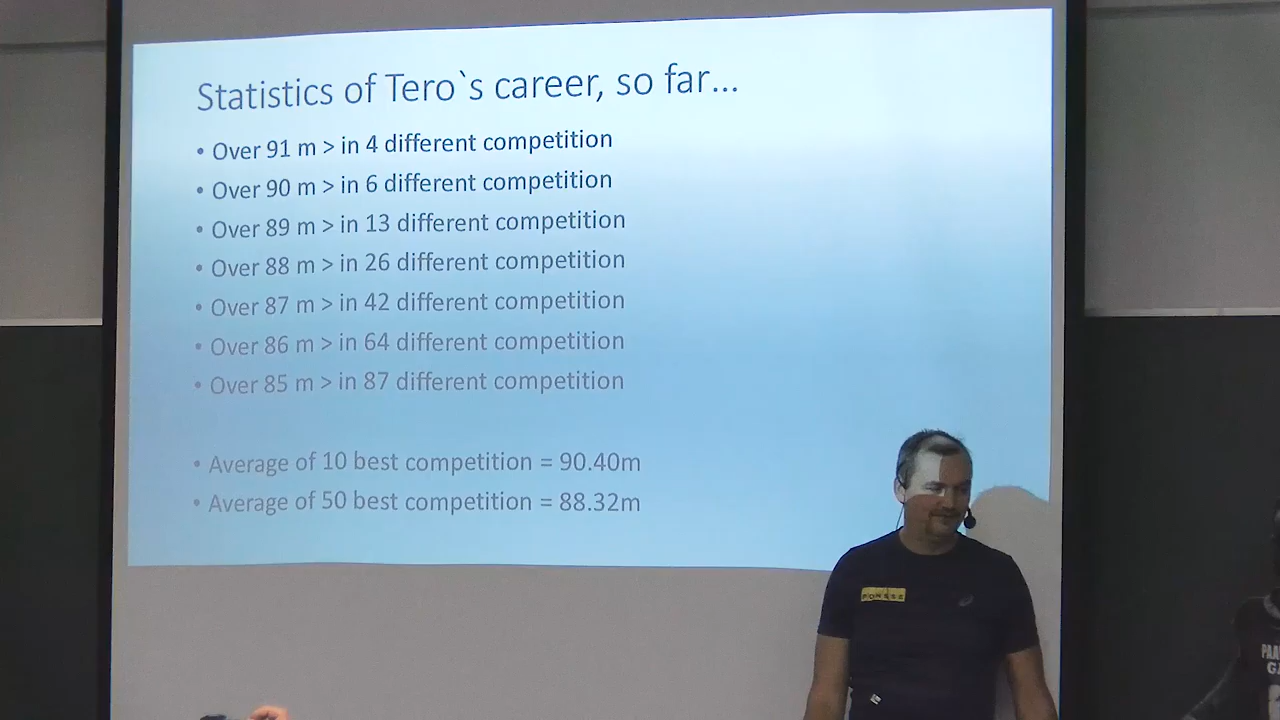 Statistics of Tero`s career, so far...
• Over 91 m > in 4 different competition
• Over 90 m > in 6 different competition
• Over 89 m > in 13 different competition
• Over 88 m > in 26 different competition
• Over 87 m > in 42 different competition
• Over 86 m > in 64 different competition
• Over 85 m > in 87 different competition
• Average of 10 best competition = 90.40m
• Average of 50 best competition = 88.32m
PONSSE